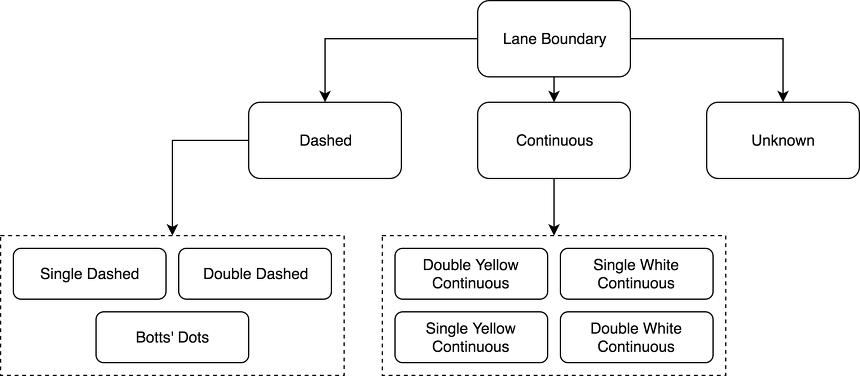 Lane Boundary
Dashed
Continuous
Unknown
Single Dashed
Double Dashed
Botts' Dots
Double Yellow
Continuous
Single White
Continuous
Single Yellow
Continuous
Double White
Continuous